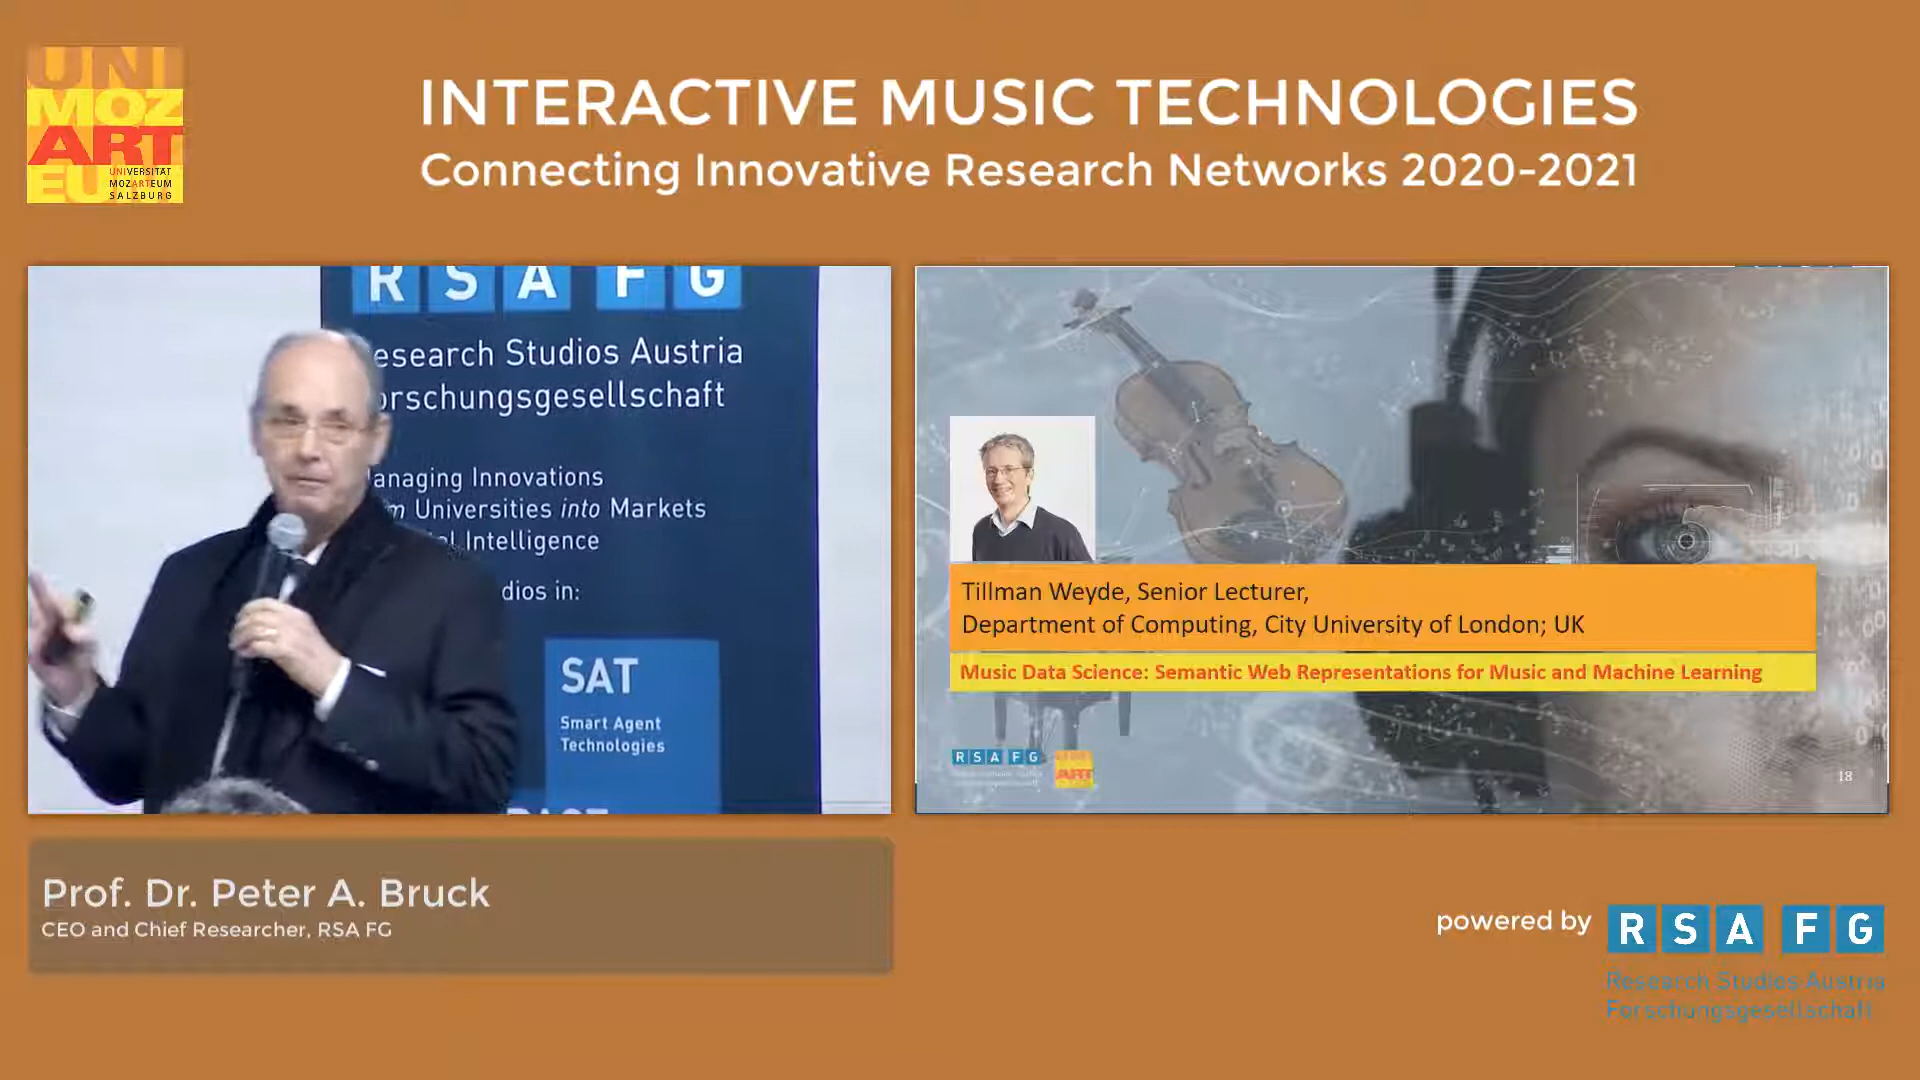 UNI
MOZ
ART
EU
UNIVERSITÄT
MOZARTEUM
SALZBURG
INTERACTIVE MUSIC TECHNOLOGIES
Connecting Innovative Research Networks 2020-2021
R S A F G
esearch Studios Austria
orschungsgesellschaft
anaging Innovations
m Universities into Markets
l Intelligence
dios in:
SAT
Smart Agent
Technologies
Tillman Weyde, Senior Lecturer,
Department of Computing, City University of London; UK
Music Data Science: Semantic Web Representations for Music and Machine Learning
R S A F G
ART
18
Prof. Dr. Peter A. Bruck
CEO and Chief Researcher, RSA FG
powered by
R S A F G
Research Studios Austria
Forschungsgesellschaft